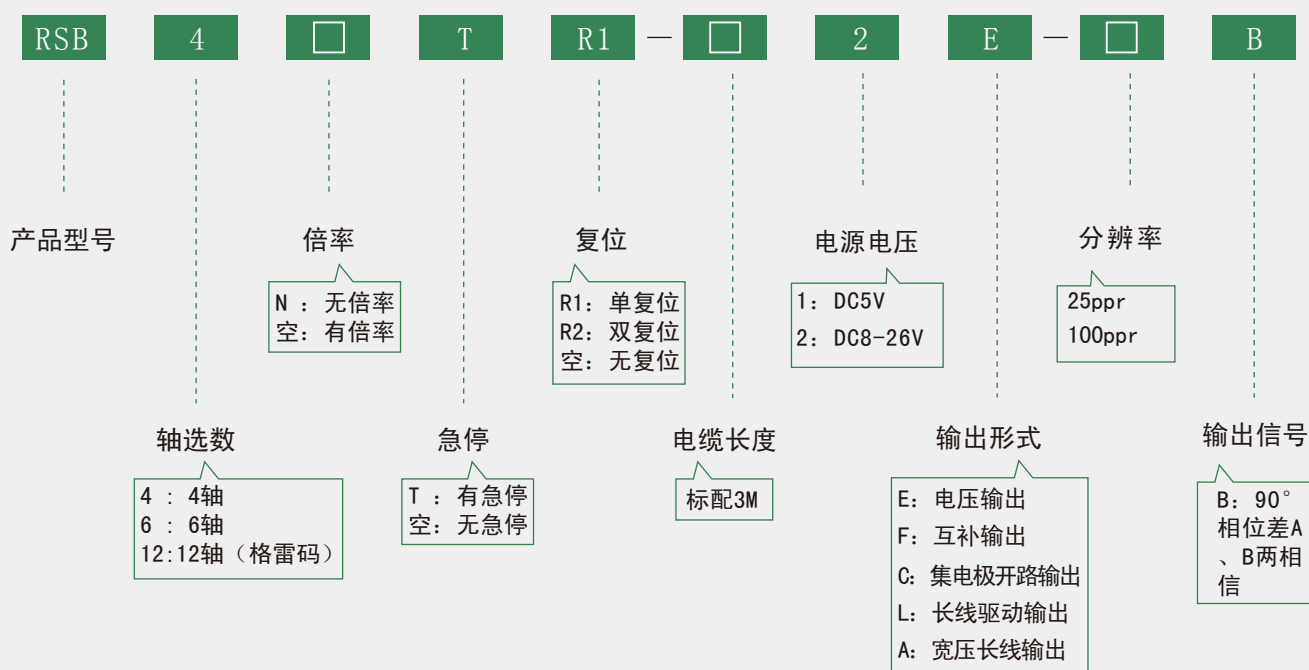 RSB 4 □ T R1 — □ 2 E — □ B
产品型号
倍率
N : 无倍率
空: 有倍率
复位
R1: 单复位
R2: 双复位
空: 无复位
电源电压
1: DC5V
2: DC8-26V
分辨率
25ppr
100ppr
轴选数
4 : 4轴
6 : 6轴
12:12轴（格雷码）
急停
T : 有急停
空: 无急停
电缆长度
标配3M
输出形式
E: 电压输出
F: 互补输出
C: 集电极开路输出
L: 长线驱动输出
A: 宽压长线输出
输出信号
B: 90°
相位差A
、B两相
信